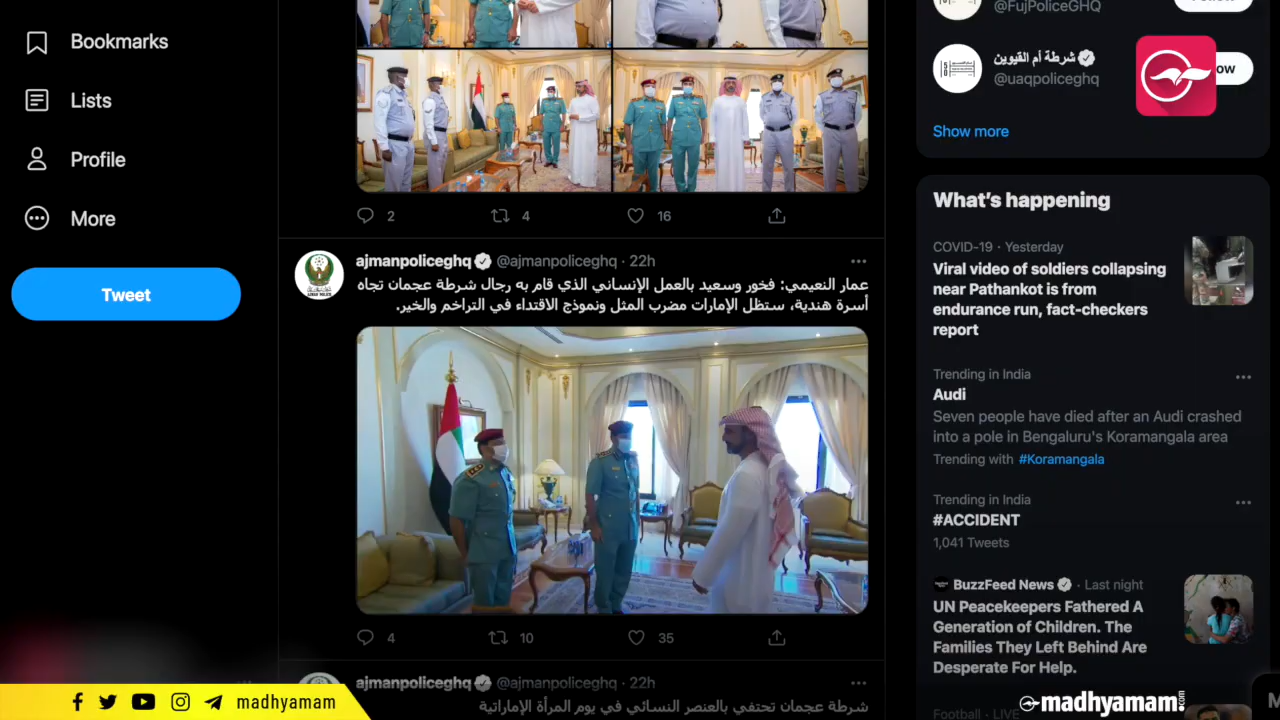 Bookmarks
Lists
Profile
More
Tweet
2
4
16
ajmanpoliceghq @ajmanpoliceghq · 22h
عمار النعيمي: فخور وسعيد بالعمل الإنساني الذي قام به رجال شرطة عجمان تجاه
أسرة هندية، ستظل الإمارات مضرب المثل ونموذج الاقتداء في التراحم والخير.
4
10
35
ajmanpoliceghq @ajmanpoliceghq · 22h
شرطة عجمان تحتفي بالعنصر النسائي في يوم المرأة الإماراتية
@FujPoliceGHQ
شرطة أم القيوين
@uaqpoliceghq
Show more
What's happening
COVID-19 · Yesterday
Viral video of soldiers collapsing
near Pathankot is from
endurance run, fact-checkers
report
Trending in India
Audi
Seven people have died after an Audi crashed
into a pole in Bengaluru's Koramangala area
Trending with #Koramangala
Trending in India
#ACCIDENT
1,041 Tweets
BuzzFeed News · Last night
UN Peacekeepers Fathered A
Generation of Children. The
Families They Left Behind Are
Desperate For Help.
Football · LIVE
madhyamam
madhyamam.com